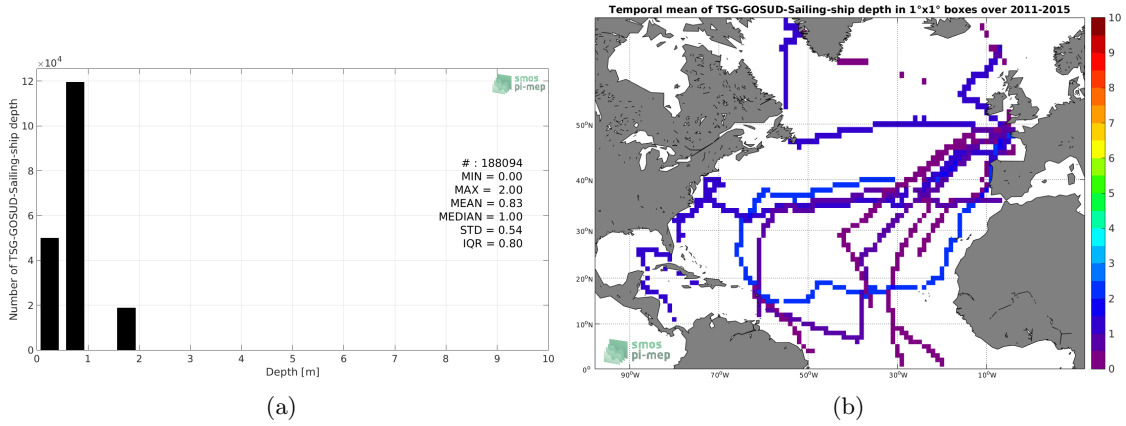 ×10⁴
12
10
8
6
4
2
0
Number of TSG-GOSUD-Sailing-ship depth
smos
pi-mep
# : 188094
MIN = 0.00
MAX = 2.00
MEAN = 0.83
MEDIAN = 1.00
STD = 0.54
IQR = 0.80
0 1 2 3 4 5 6 7 8 9 10
Depth [m]
(a)
Temporal mean of TSG-GOSUD-Sailing-ship depth in 1°x1° boxes over 2011-2015
50°N
40°N
30°N
20°N
10°N
0°
90°W 70°W 50°W 30°W 10°W
smos
pi-mep
10
9
8
7
6
5
4
3
2
1
0
(b)